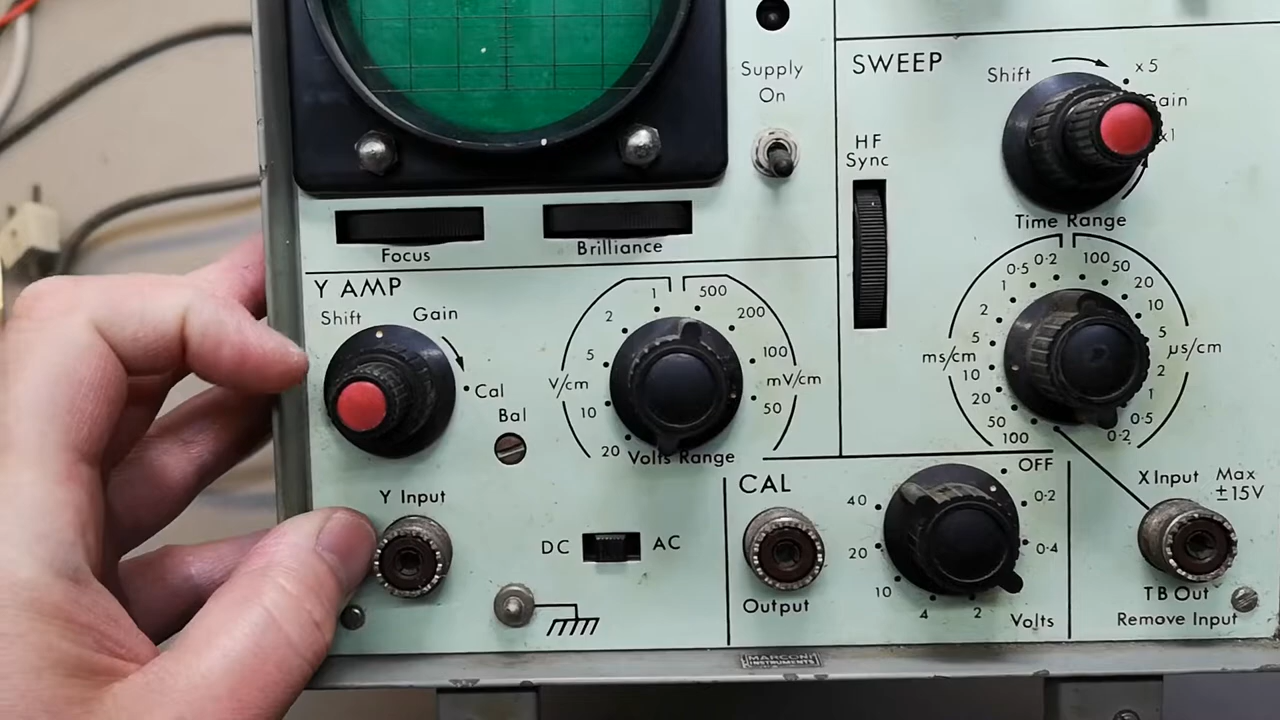 Supply
On
SWEEP
Shift
x 5
Gain
x1
HF
Sync
Time Range
Focus
Brilliance
Y AMP
Shift
Gain
Cal
Bal
1
2
5
V/cm
10
20
500
200
100
mV/cm
50
Volts Range
0·2
0·5
1
2
5
ms/cm
10
20
50
100
100
50
20
10
5
µs/cm
2
1
0·5
0·2
Y Input
DC
AC
CAL
Output
OFF
0·2
0·4
40
20
10
4
2
Volts
X Input
Max
±15V
TB Out
Remove Input
MARCONI
INSTRUMENTS